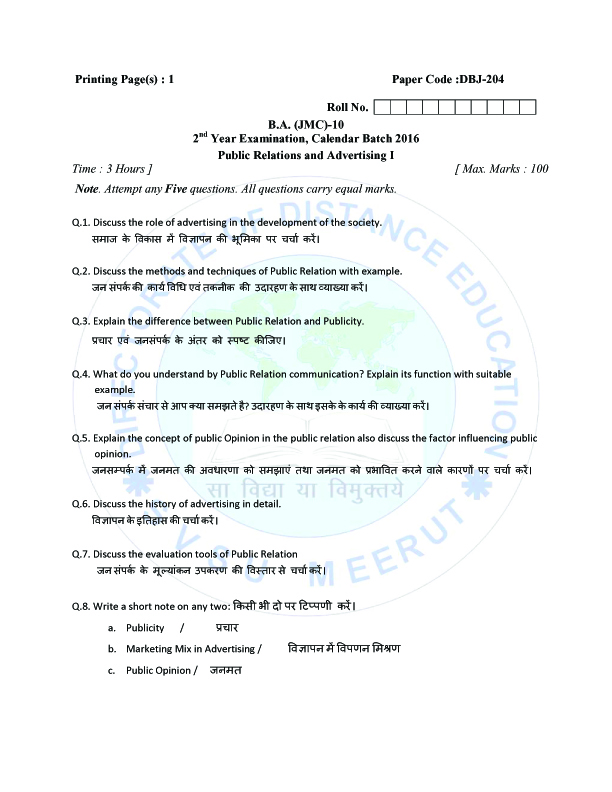 Printing Page(s) : 1 Paper Code :DBJ-204
Roll No.
B.A. (JMC)-10
2nd Year Examination, Calendar Batch 2016
Public Relations and Advertising I
Time : 3 Hours ] [ Max. Marks : 100
Note. Attempt any Five questions. All questions carry equal marks.
Q.1. Discuss the role of advertising in the development of the society.
समाज के विकास में विज्ञापन की भूमिका पर चर्चा करें।
Q.2. Discuss the methods and techniques of Public Relation with example.
जन संपर्क की कार्य विधि एवं तकनीक की उदारहण के साथ व्याख्या करें।
Q.3. Explain the difference between Public Relation and Publicity.
प्रचार एवं जनसंपर्क के अंतर को स्पष्ट कीजिए।
Q.4. What do you understand by Public Relation communication? Explain its function with suitable
example.
जन संपर्क संचार से आप क्या समझते है? उदारहण के साथ इसके के कार्य की व्याख्या करें।
Q.5. Explain the concept of public Opinion in the public relation also discuss the factor influencing public
opinion.
जनसम्पर्क में जनमत की अवधारणा को समझाएं तथा जनमत को प्रभावित करने वाले कारणों पर चर्चा करें।
Q.6. Discuss the history of advertising in detail.
विज्ञापन के इतिहास की चर्चा करें।
Q.7. Discuss the evaluation tools of Public Relation
जन संपर्क के मूल्यांकन उपकरण की विस्तार से चर्चा करें।
Q.8. Write a short note on any two: किसी भी दो पर टिप्पणी करें।
a. Publicity / प्रचार
b. Marketing Mix in Advertising / विज्ञापन में विपणन मिश्रण
c. Public Opinion / जनमत
DIRECTORATE OF DISTANCE EDUCATION
सा विद्या या विमुक्तये
S V S U MEERUT